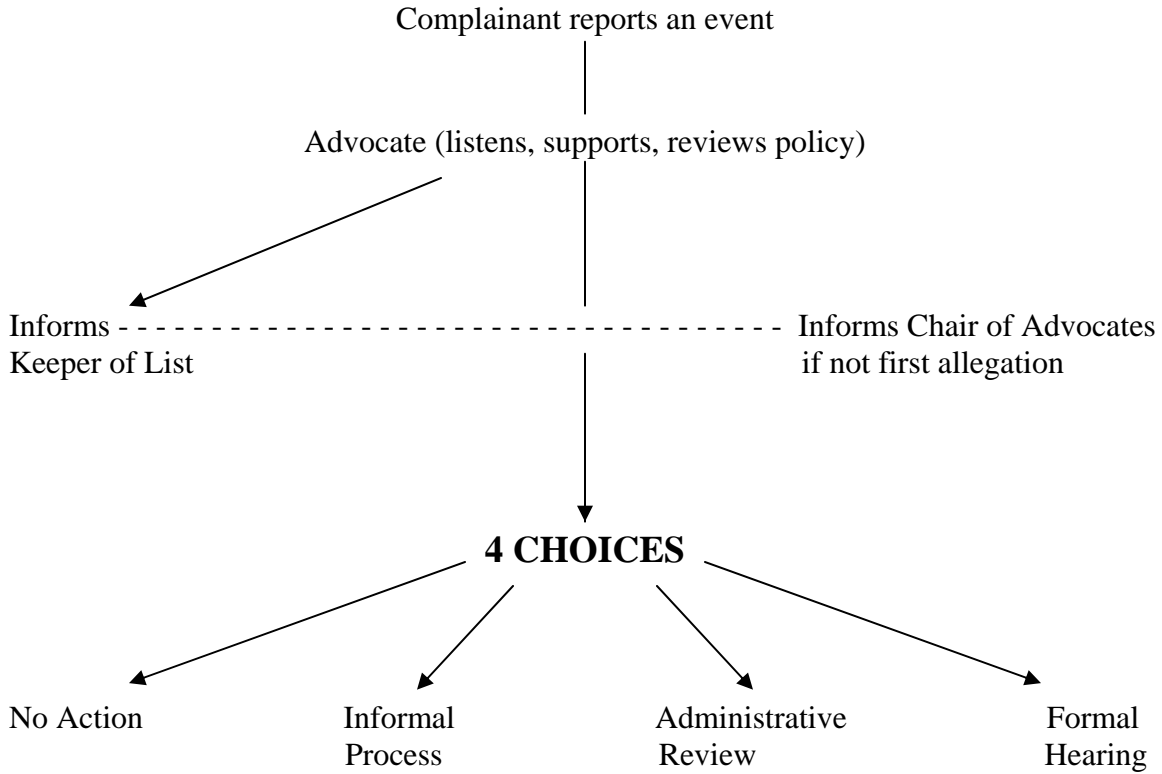 Complainant reports an event
Advocate (listens, supports, reviews policy)
Informs - - - - - - - - - - - - - - - - - - - - - - - - - - - - - - - - - - - - - - - - - - - Informs Chair of Advocates
Keeper of List if not first allegation
4 CHOICES
No Action Informal Administrative Formal
Process Review Hearing